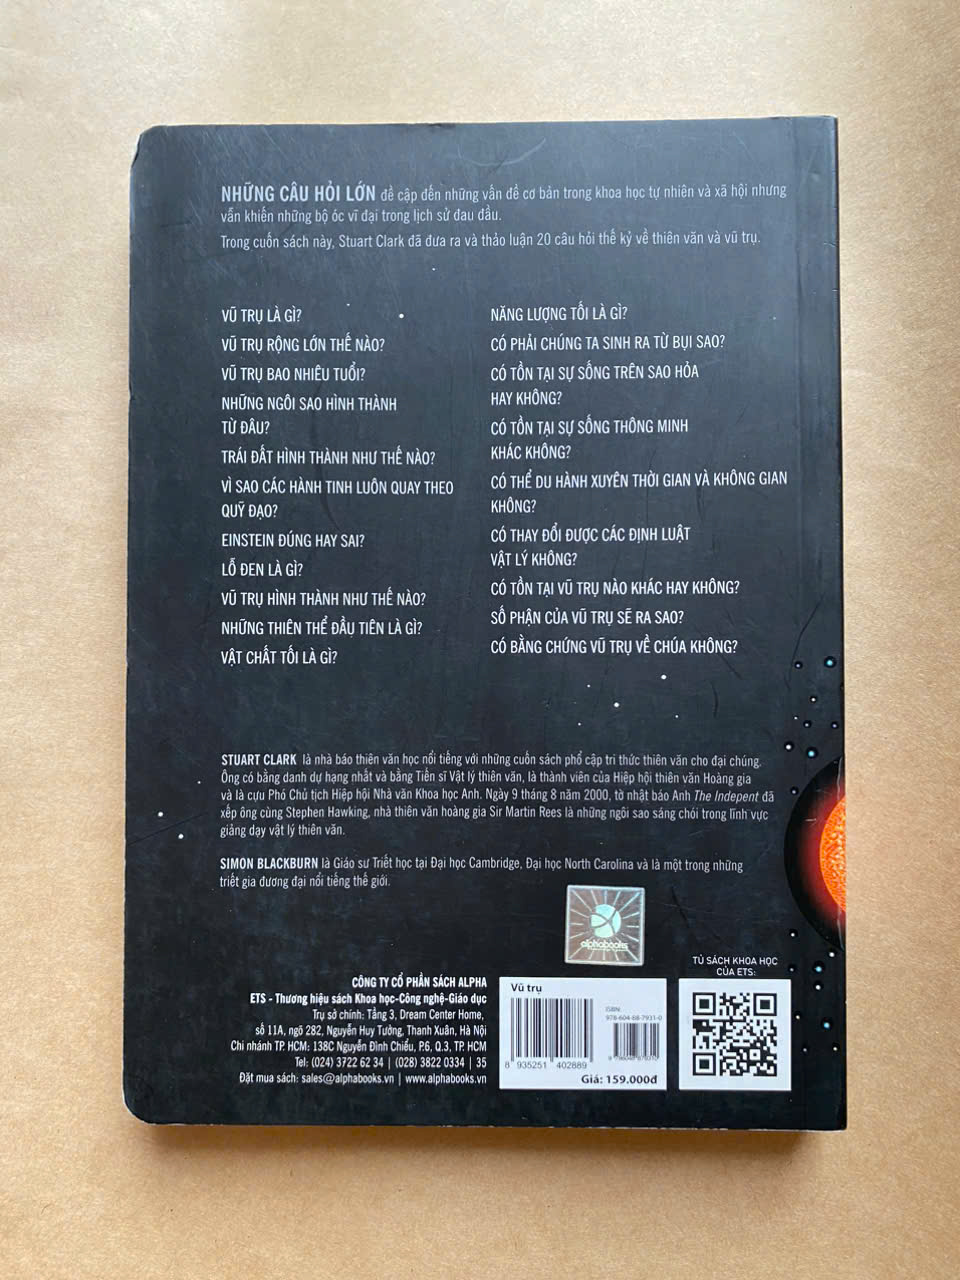 NHỮNG CÂU HỎI LỚN đề cập đến những vấn đề cơ bản trong khoa học tự nhiên và xã hội nhưng
vẫn khiến những bộ óc vĩ đại trong lịch sử đau đầu.
Trong cuốn sách này, Stuart Clark đã đưa ra và thảo luận 20 câu hỏi thế kỷ về thiên văn và vũ trụ.
VŨ TRỤ LÀ GÌ?
VŨ TRỤ RỘNG LỚN THẾ NÀO?
VŨ TRỤ BAO NHIÊU TUỔI?
NHỮNG NGÔI SAO HÌNH THÀNH
TỪ ĐÂU?
TRÁI ĐẤT HÌNH THÀNH NHƯ THẾ NÀO?
VÌ SAO CÁC HÀNH TINH LUÔN QUAY THEO
QUỸ ĐẠO?
EINSTEIN ĐÚNG HAY SAI?
LỖ ĐEN LÀ GÌ?
VŨ TRỤ HÌNH THÀNH NHƯ THẾ NÀO?
NHỮNG THIÊN THỂ ĐẦU TIÊN LÀ GÌ?
VẬT CHẤT TỐI LÀ GÌ?
NĂNG LƯỢNG TỐI LÀ GÌ?
CÓ PHẢI CHÚNG TA SINH RA TỪ BỤI SAO?
CÓ TỒN TẠI SỰ SỐNG TRÊN SAO HỎA
HAY KHÔNG?
CÓ TỒN TẠI SỰ SỐNG THÔNG MINH
KHÁC KHÔNG?
CÓ THỂ DU HÀNH XUYÊN THỜI GIAN VÀ KHÔNG GIAN
KHÔNG?
CÓ THAY ĐỔI ĐƯỢC CÁC ĐỊNH LUẬT
VẬT LÝ KHÔNG?
CÓ TỒN TẠI VŨ TRỤ NÀO KHÁC HAY KHÔNG?
SỐ PHẬN CỦA VŨ TRỤ SẼ RA SAO?
CÓ BẰNG CHỨNG VŨ TRỤ VỀ CHÚA KHÔNG?
STUART CLARK là nhà báo thiên văn học nổi tiếng với những cuốn sách phổ cập tri thức thiên văn cho đại chúng.
Ông có bằng danh dự hạng nhất và bằng Tiến sĩ Vật lý thiên văn, là thành viên của Hiệp hội thiên văn Hoàng gia
và là cựu Phó Chủ tịch Hiệp hội Nhà văn Khoa học Anh. Ngày 9 tháng 8 năm 2000, tờ nhật báo Anh The Indepent đã
xếp ông cùng Stephen Hawking, nhà thiên văn hoàng gia Sir Martin Rees là những ngôi sao sáng chói trong lĩnh vực
giảng dạy vật lý thiên văn.
SIMON BLACKBURN là Giáo sư Triết học tại Đại học Cambridge, Đại học North Carolina và là một trong những
triết gia đương đại nổi tiếng thế giới.
alphabooks
CÔNG TY CỔ PHẦN SÁCH ALPHA
ETS - Thương hiệu sách Khoa học-Công nghệ-Giáo dục
Trụ sở chính: Tầng 3, Dream Center Home,
số 11A, ngõ 282, Nguyễn Huy Tưởng, Thanh Xuân, Hà Nội
Chi nhánh TP. HCM: 138C Nguyễn Đình Chiểu, P.6, Q.3, TP. HCM
Tel: (024) 3722 62 34 | (028) 3822 0334 | 35
Đặt mua sách: sales@alphabooks.vn | www.alphabooks.vn
Vũ trụ
ISBN:
978-604-88-7931-0
8 935251 402889
Giá: 159.000đ
TỦ SÁCH KHOA HỌC
CỦA ETS: